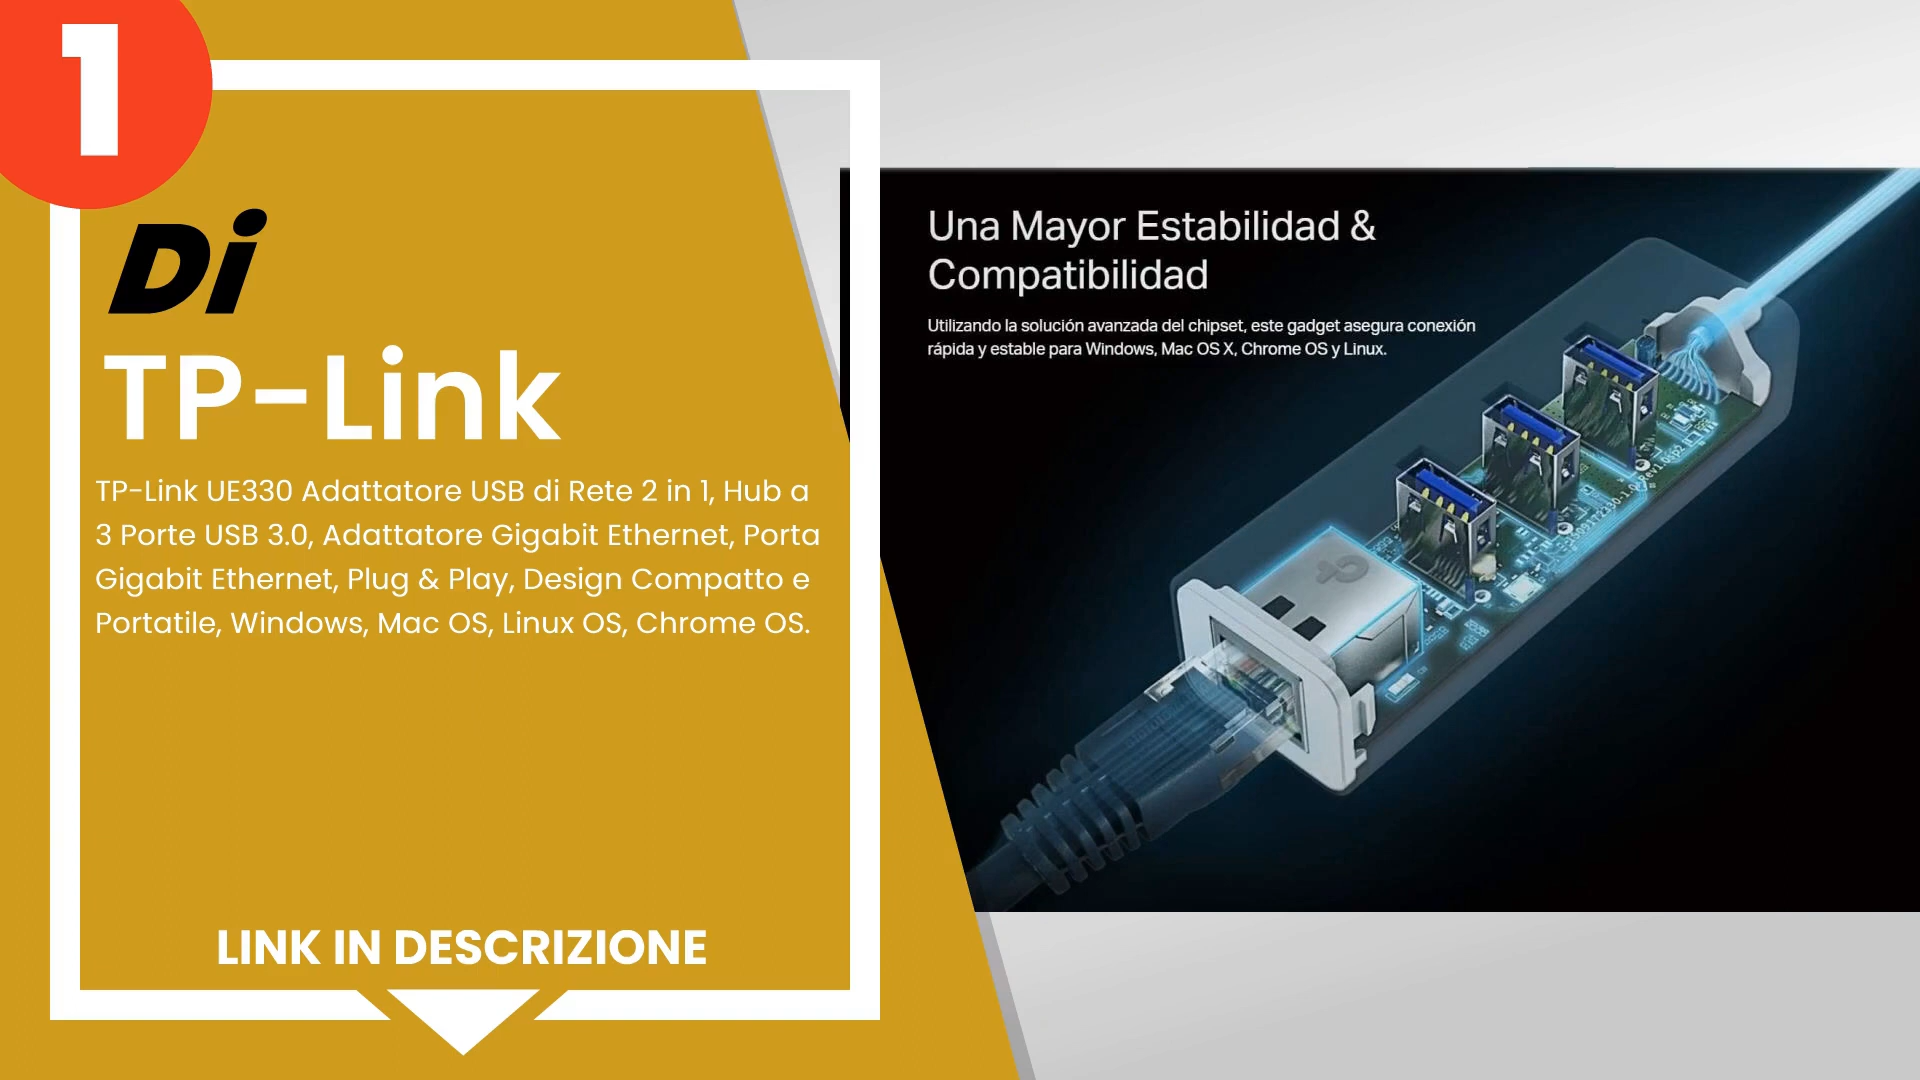 1
Di
TP-Link
TP-Link UE330 Adattatore USB di Rete 2 in 1, Hub a
3 Porte USB 3.0, Adattatore Gigabit Ethernet, Porta
Gigabit Ethernet, Plug & Play, Design Compatto e
Portatile, Windows, Mac OS, Linux OS, Chrome OS.
LINK IN DESCRIZIONE
Una Mayor Estabilidad &
Compatibilidad
Utilizando la solución avanzada del chipset, este gadget asegura conexión
rápida y estable para Windows, Mac OS X, Chrome OS y Linux.